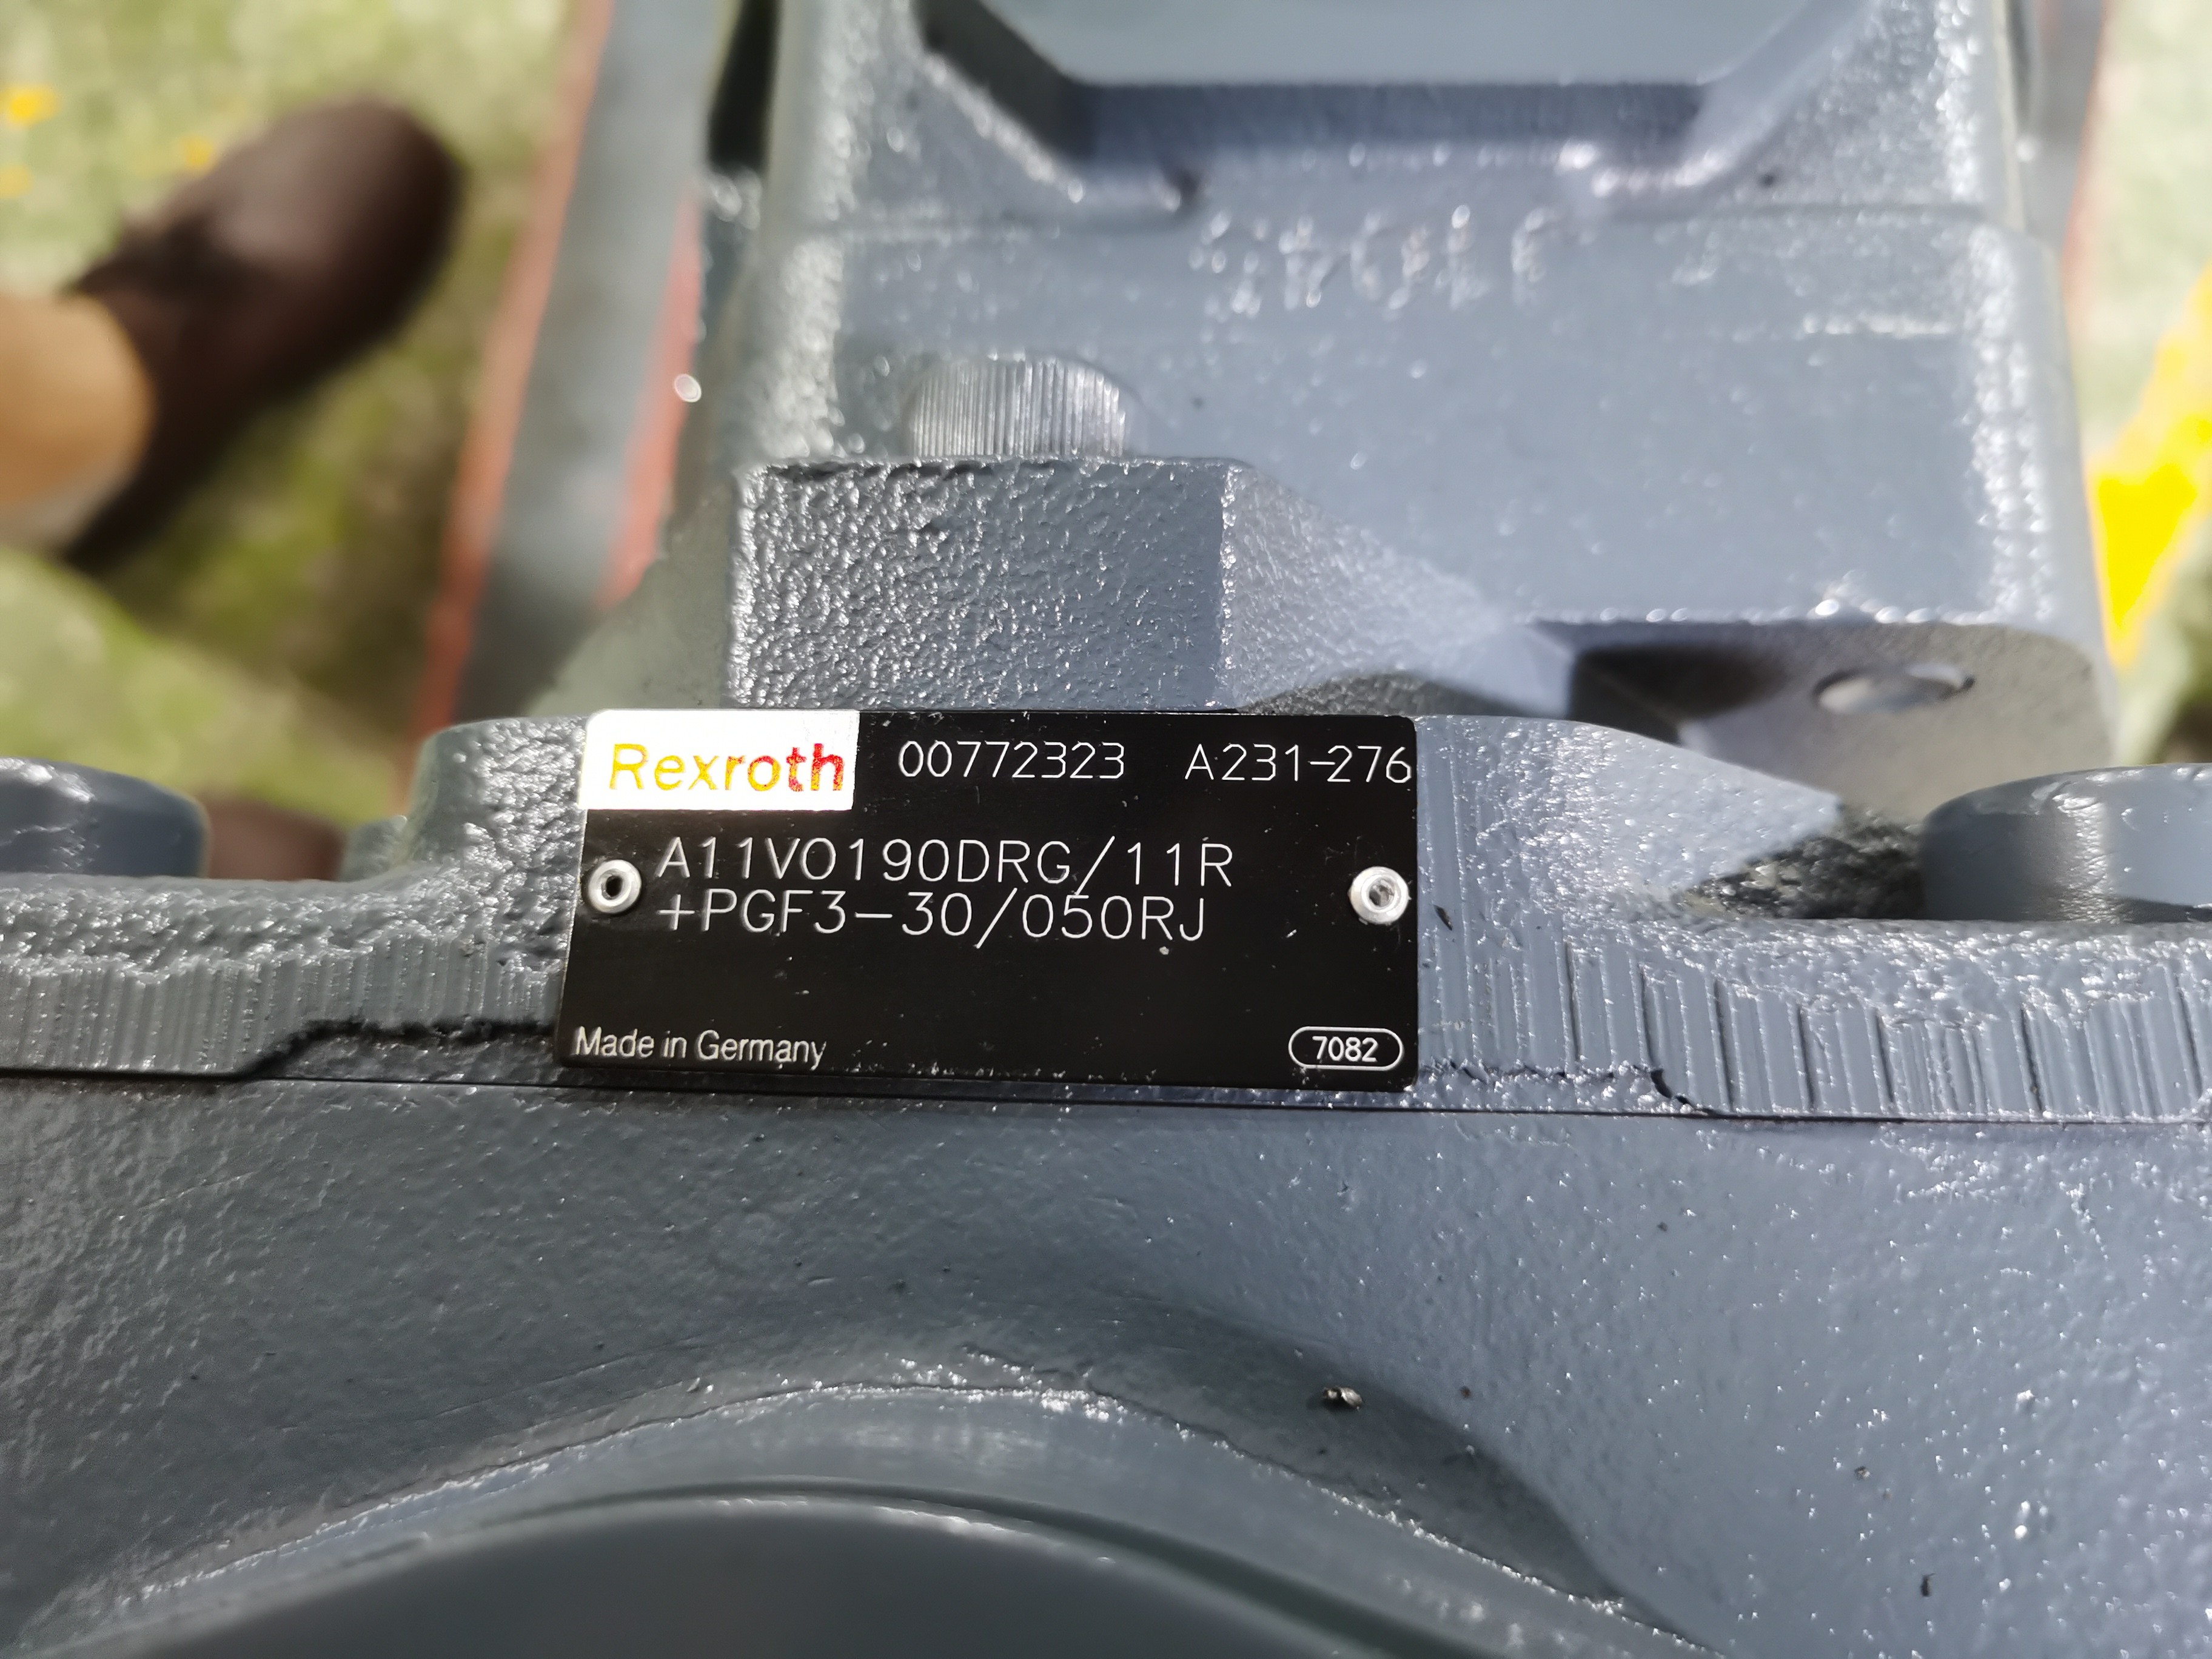 Rexroth 00772323 A231-276
A11VO190DRG/11R
+PGF3-30/050RJ
Made in Germany 7082